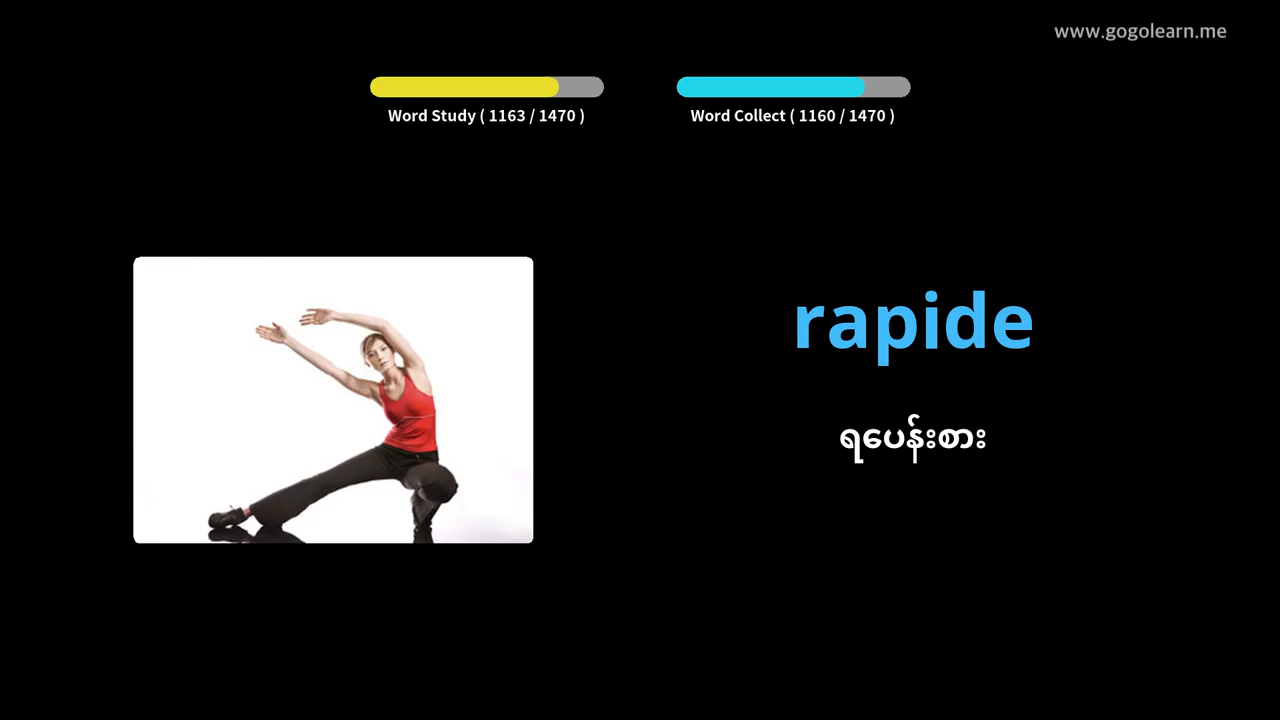 www.gogolearn.me
Word Study ( 1163 / 1470 )
Word Collect ( 1160 / 1470 )
rapide
ရပေန်းစား